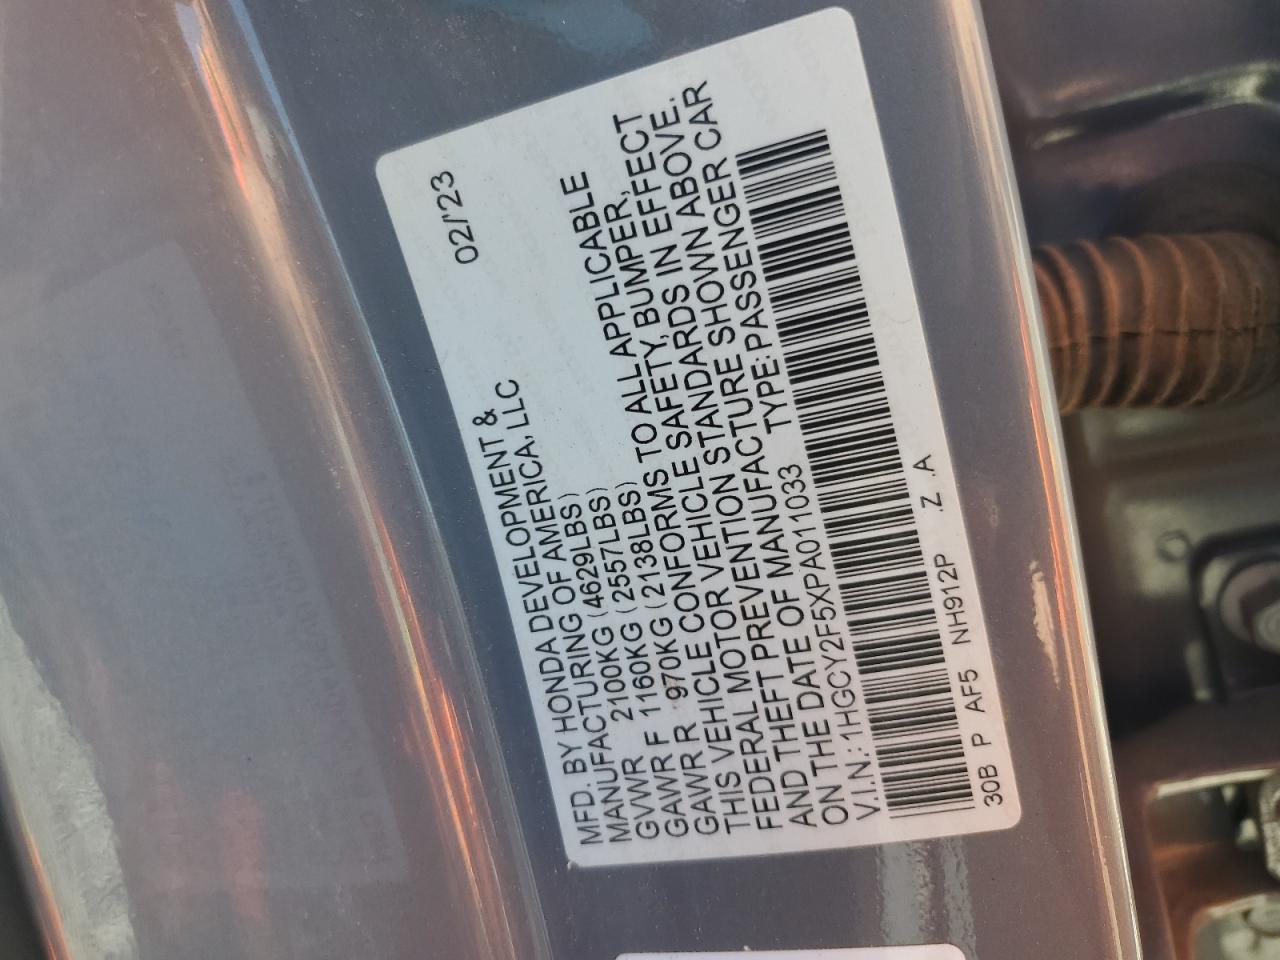 MFD. BY HONDA DEVELOPMENT & 02/'23
MANUFACTURING OF AMERICA, LLC
GVWR 2100KG (4629LBS)
GAWR F 1160KG (2557LBS)
GAWR R 970KG (2138LBS)
THIS VEHICLE CONFORMS TO ALL APPLICABLE
FEDERAL MOTOR VEHICLE SAFETY, BUMPER,
AND THEFT PREVENTION STANDARDS IN EFFECT
ON THE DATE OF MANUFACTURE SHOWN ABOVE.
V.I.N.: 1HGCY2F5XPA011033 TYPE: PASSENGER CAR
30B P AF5 NH912P .Z .A